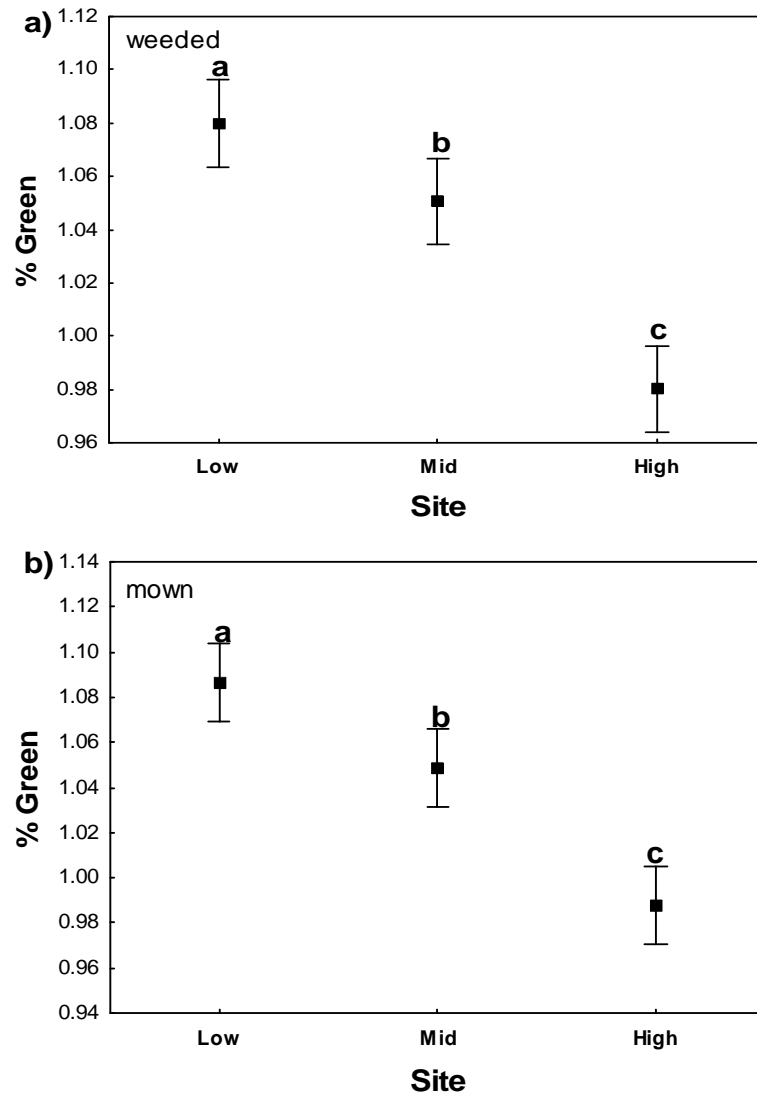 a)
weeded
1.12
1.10
1.08
1.06
1.04
1.02
1.00
0.98
0.96
% Green
a
b
c
Low Mid High
Site
b)
mown
1.14
1.12
1.10
1.08
1.06
1.04
1.02
1.00
0.98
0.96
0.94
% Green
a
b
c
Low Mid High
Site